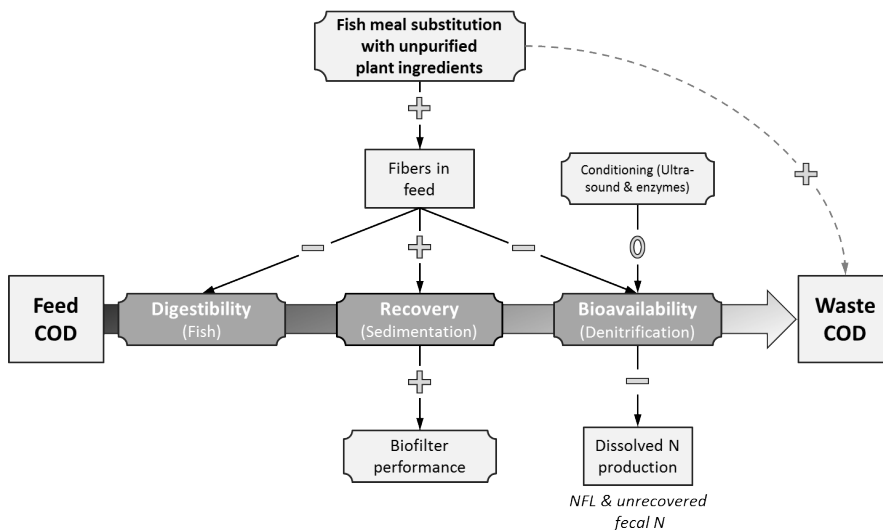 Fish meal substitution
with unpurified
plant ingredients
+
+
Fibers in
feed
Conditioning (Ultra-
sound & enzymes)
−
+
−
0
Feed
COD
Digestibility
(Fish)
Recovery
(Sedimentation)
Bioavailability
(Denitrification)
Waste
COD
+
−
Biofilter
performance
Dissolved N
production
NFL & unrecovered
fecal N